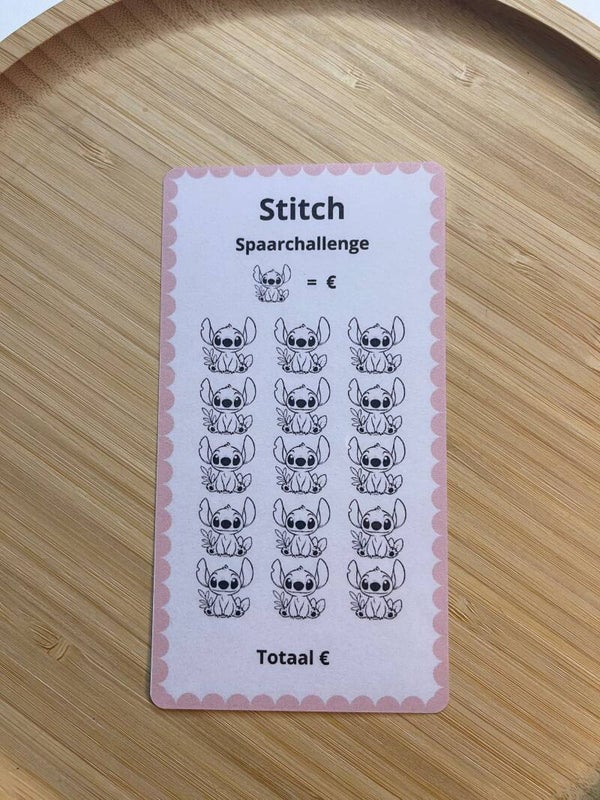 Stitch
Spaarchallenge
= €
Totaal €